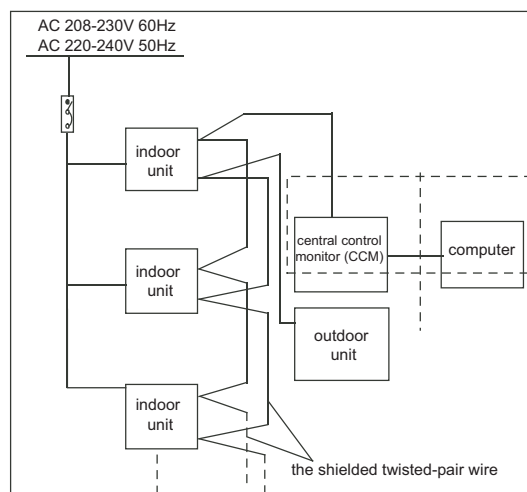 AC 208-230V 60Hz
AC 220-240V 50Hz
indoor
unit
central control
monitor (CCM)
computer
indoor
unit
outdoor
unit
indoor
unit
the shielded twisted-pair wire